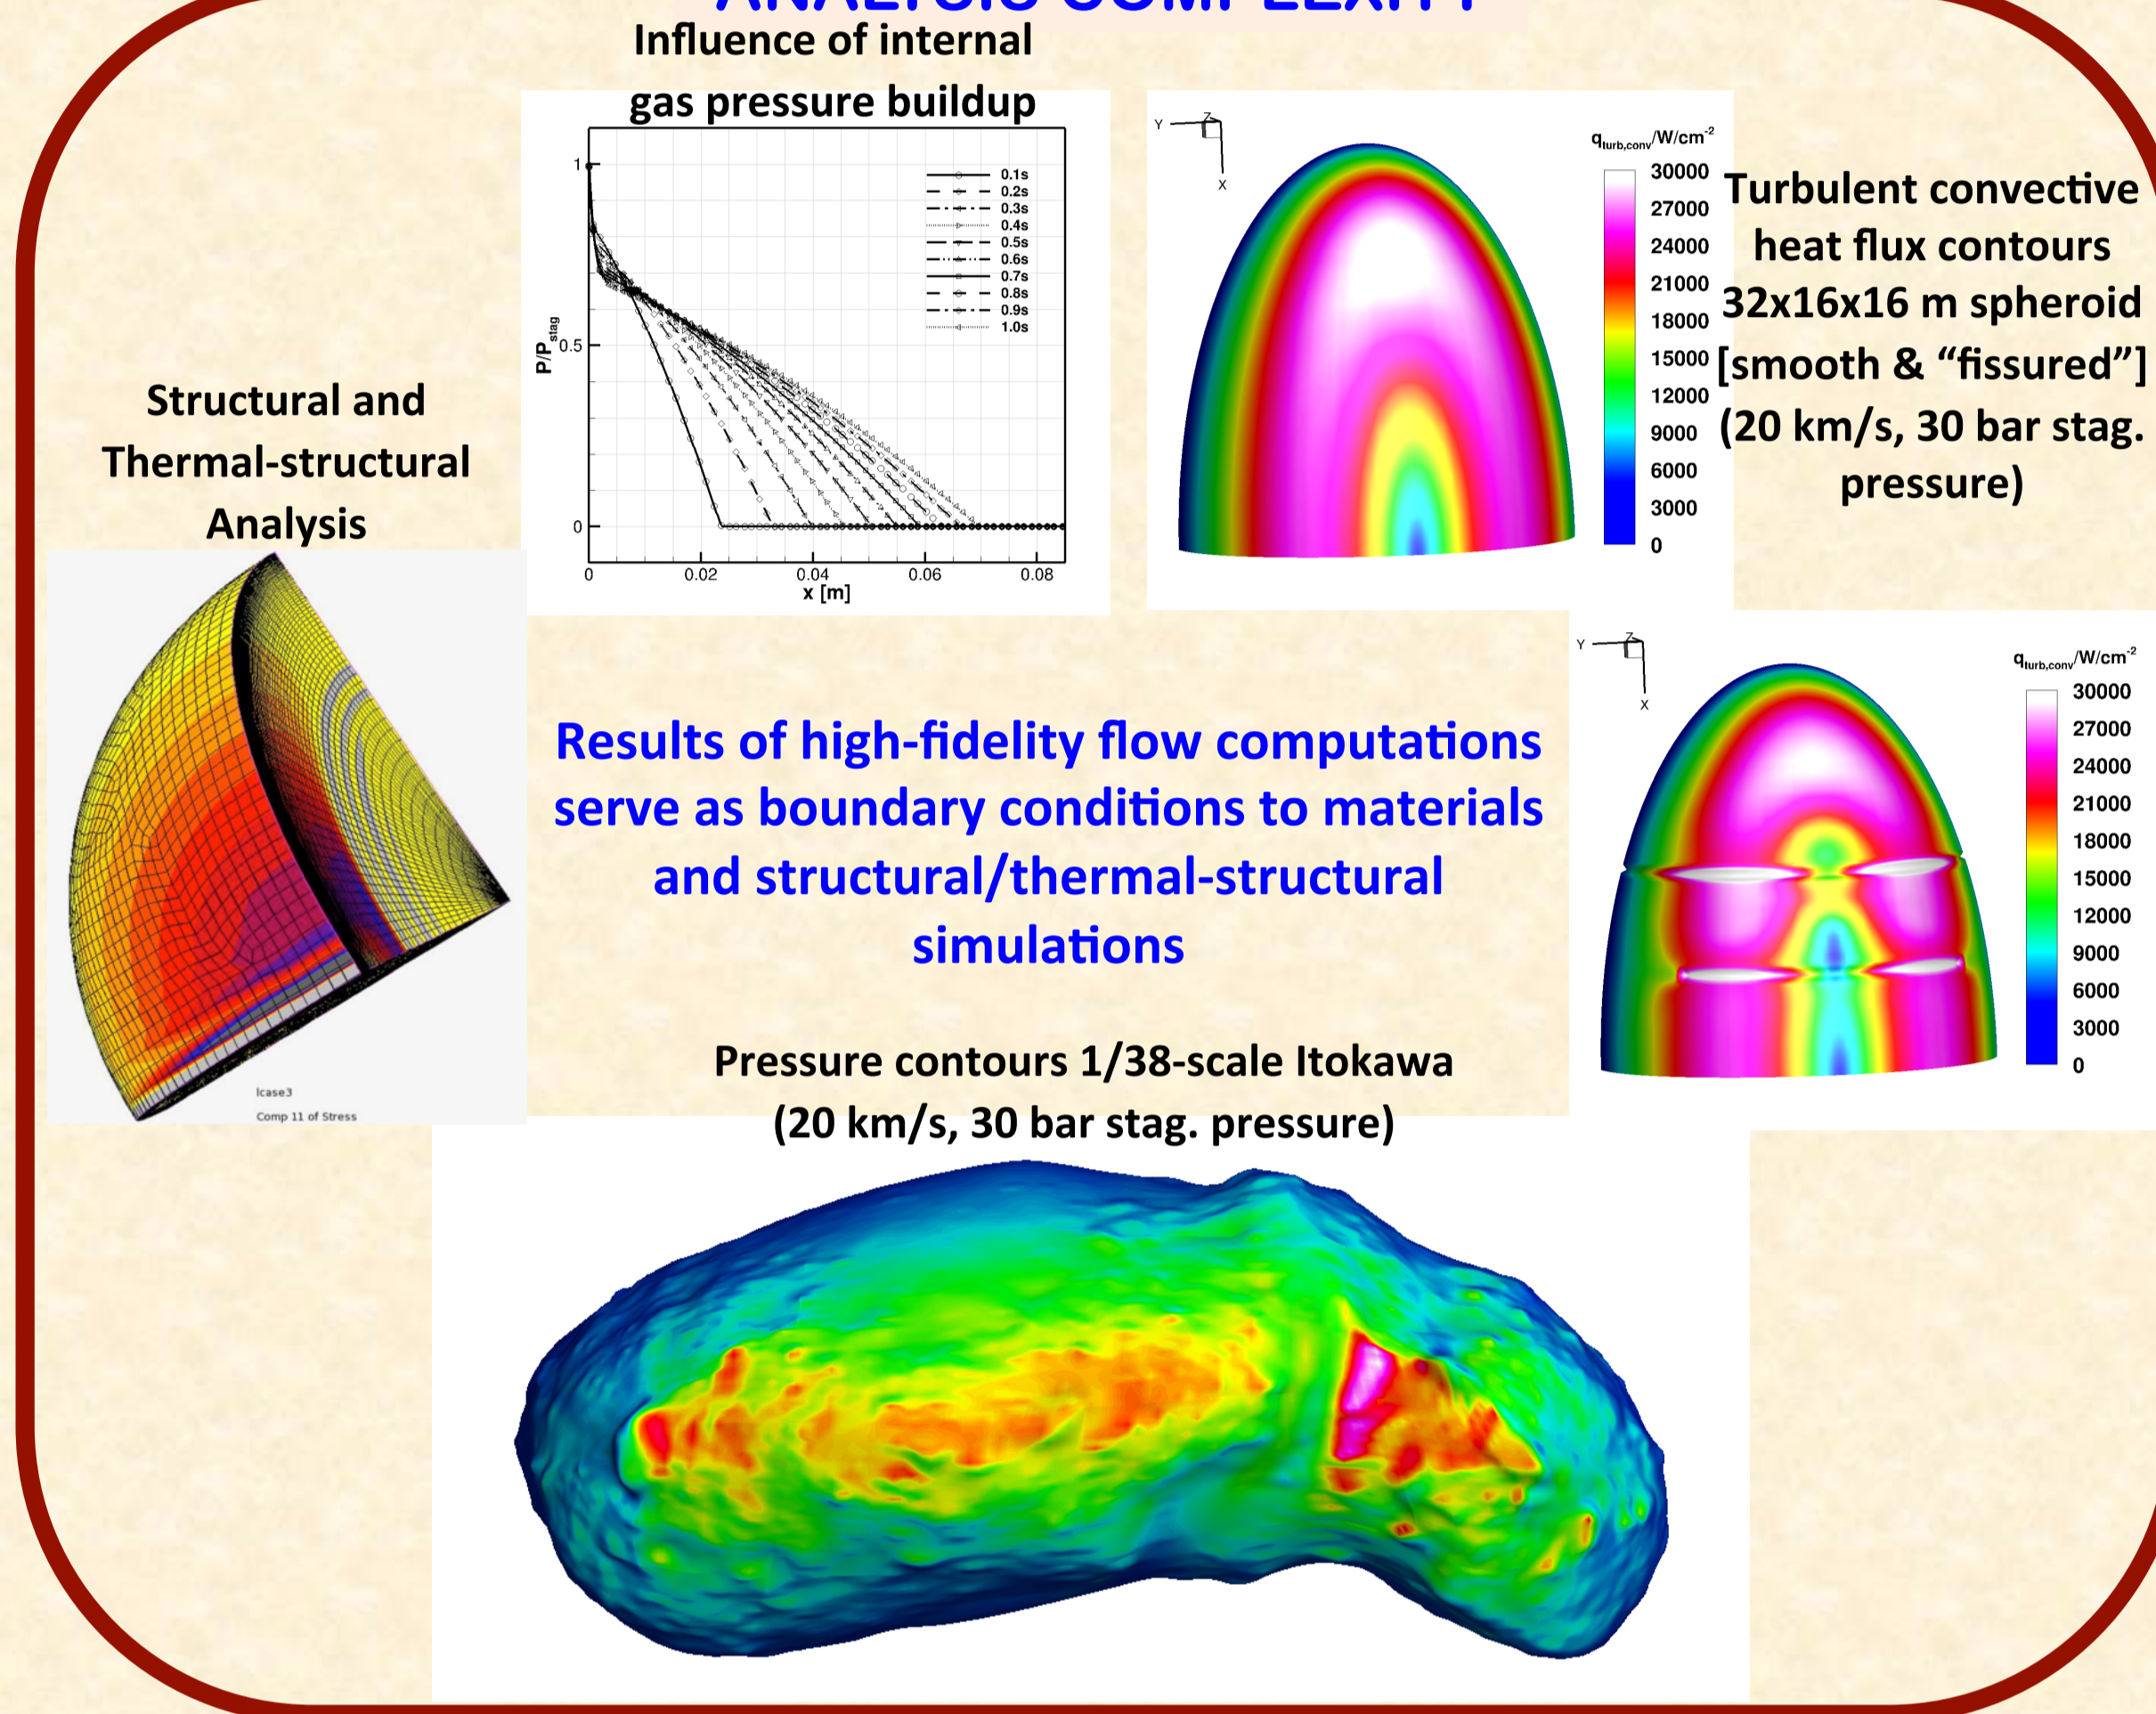 ANALYSIS COMPLEXITY
Influence of internal
gas pressure buildup
1
0.5
0
P/Pstag
0.1s
0.2s
0.3s
0.4s
0.5s
0.6s
0.7s
0.8s
0.9s
1.0s
0
0.02
0.04
0.06
0.08
x [m]
Y
Z
X
qturb,conv/W/cm-2
30000
27000
24000
21000
18000
15000
12000
9000
6000
3000
0
Turbulent convective
heat flux contours
32x16x16 m spheroid
[smooth & “fissured”]
(20 km/s, 30 bar stag.
pressure)
Structural and
Thermal-structural
Analysis
lcase3
Comp 11 of Stress
Results of high-fidelity flow computations
serve as boundary conditions to materials
and structural/thermal-structural
simulations
Y
Z
X
qturb,conv/W/cm-2
30000
27000
24000
21000
18000
15000
12000
9000
6000
3000
0
Pressure contours 1/38-scale Itokawa
(20 km/s, 30 bar stag. pressure)